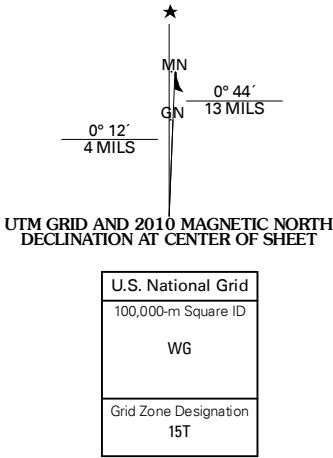 MN
GN
0° 44´
13 MILS
0° 12´
4 MILS
UTM GRID AND 2010 MAGNETIC NORTH
DECLINATION AT CENTER OF SHEET
U.S. National Grid
100,000-m Square ID
WG
Grid Zone Designation
15T